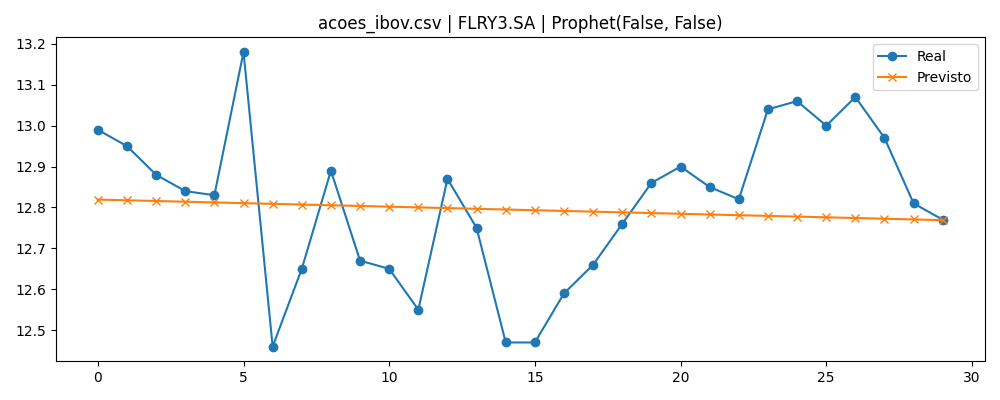 acoes_ibov.csv | FLRY3.SA | Prophet(False, False)
Real
Previsto
13.2
13.1
13.0
12.9
12.8
12.7
12.6
12.5
0 5 10 15 20 25 30